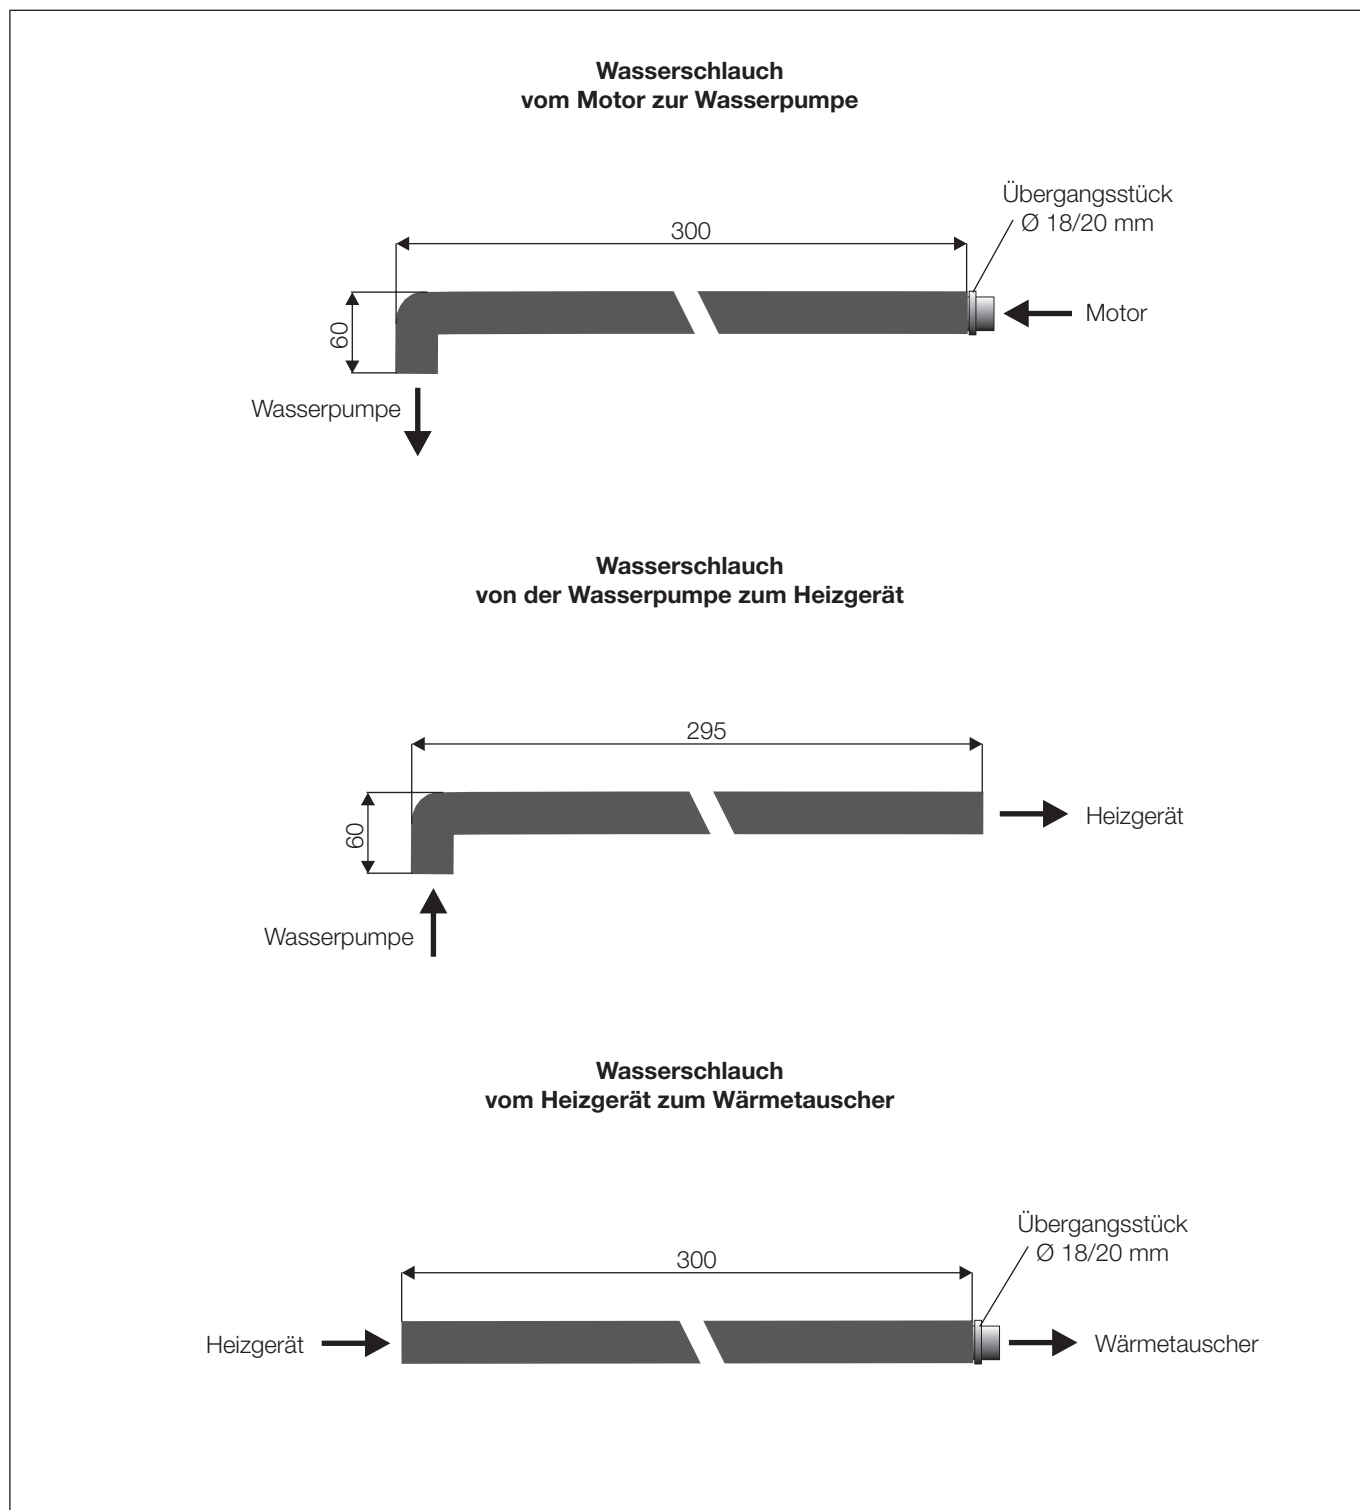 Wasserschlauch
vom Motor zur Wasserpumpe
Übergangsstück
Ø 18/20 mm
300
60
Motor
Wasserpumpe
Wasserschlauch
von der Wasserpumpe zum Heizgerät
295
60
Heizgerät
Wasserpumpe
Wasserschlauch
vom Heizgerät zum Wärmetauscher
Übergangsstück
Ø 18/20 mm
300
Heizgerät
Wärmetauscher